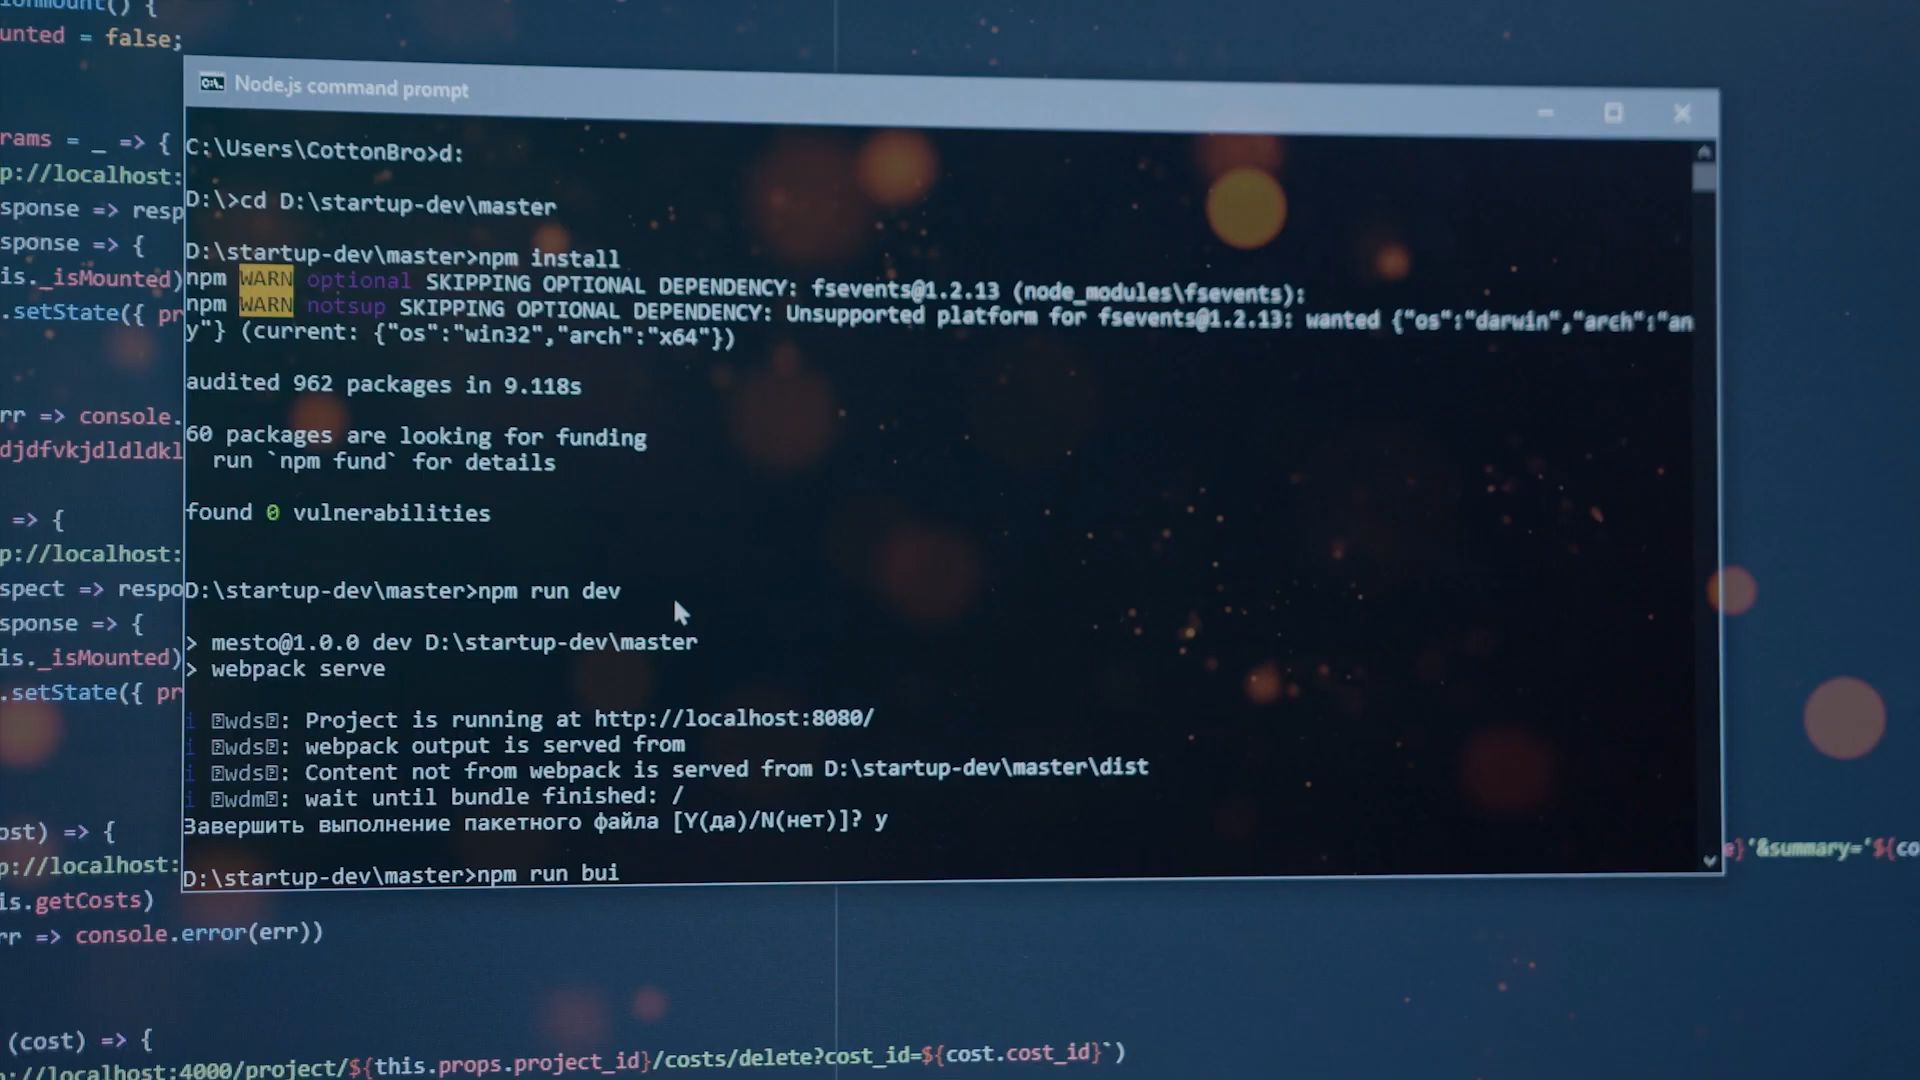 onMount() {
unted = false;
Node.js command prompt
rams = _ => {
p://localhost:
sponse => resp
sponse => {
is._isMounted)
.setState({ pr
rr => console.
djdfvkjdldldkl
=> {
p://localhost:
spect => respo
sponse => {
is._isMounted)
.setState({ pr
ost) => {
p://localhost:
is.getCosts)
rr => console.error(err))
(cost) => {
p://localhost:4000/project/${this.props.project_id}/costs/delete?cost_id=${cost.cost_id}`)
C:\Users\CottonBro>d:
D:\>cd D:\startup-dev\master
D:\startup-dev\master>npm install
npm WARN optional SKIPPING OPTIONAL DEPENDENCY: fsevents@1.2.13 (node_modules\fsevents):
npm WARN notsup SKIPPING OPTIONAL DEPENDENCY: Unsupported platform for fsevents@1.2.13: wanted {"os":"darwin","arch":"an
y"} (current: {"os":"win32","arch":"x64"})
audited 962 packages in 9.118s
60 packages are looking for funding
run `npm fund` for details
found 0 vulnerabilities
D:\startup-dev\master>npm run dev
> mesto@1.0.0 dev D:\startup-dev\master
> webpack serve
i ⍰wds⍰: Project is running at http://localhost:8080/
i ⍰wds⍰: webpack output is served from
i ⍰wds⍰: Content not from webpack is served from D:\startup-dev\master\dist
i ⍰wdm⍰: wait until bundle finished: /
Завершить выполнение пакетного файла [Y(да)/N(нет)]? y
D:\startup-dev\master>npm run bui
}'&summary='${co